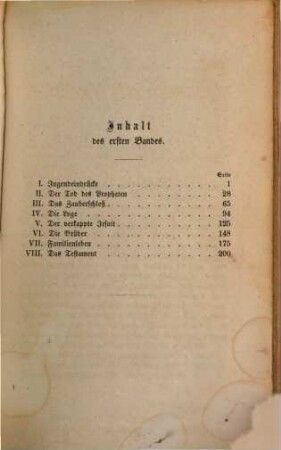 Inhalt
des ersten Bandes.
Seite
I. Jugendeindrücke . . . . . . . . . . 1
II. Der Tod des Propheten . . . . . . . . 28
III. Das Zauberschloß . . . . . . . . . . 65
IV. Die Loge . . . . . . . . . . . . 94
V. Der verkappte Jesuit . . . . . . . . . 125
VI. Die Brüder . . . . . . . . . . . 148
VII. Familienleben . . . . . . . . . . . 175
VIII. Das Testament . . . . . . . . . . 200